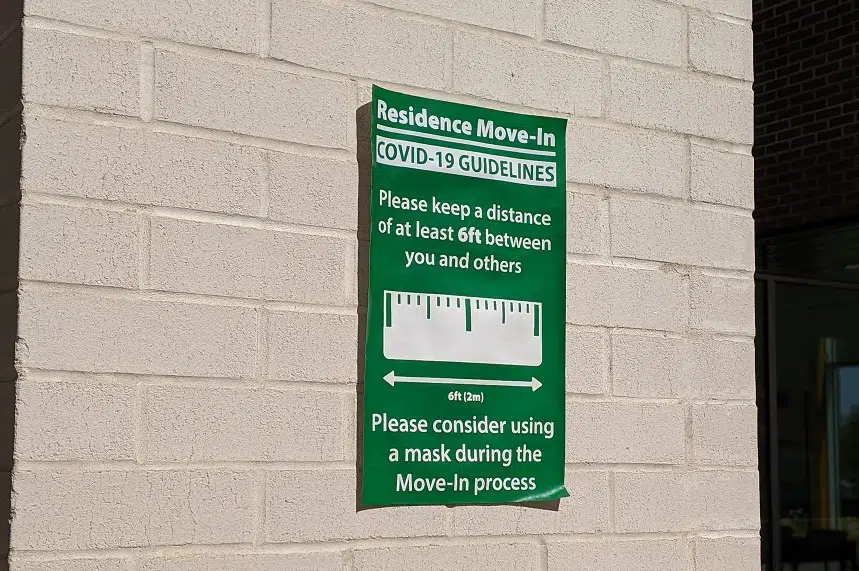 Residence Move-In
COVID-19 GUIDELINES
Please keep a distance
of at least 6ft between
you and others
6ft (2m)
Please consider using
a mask during the
Move-In process